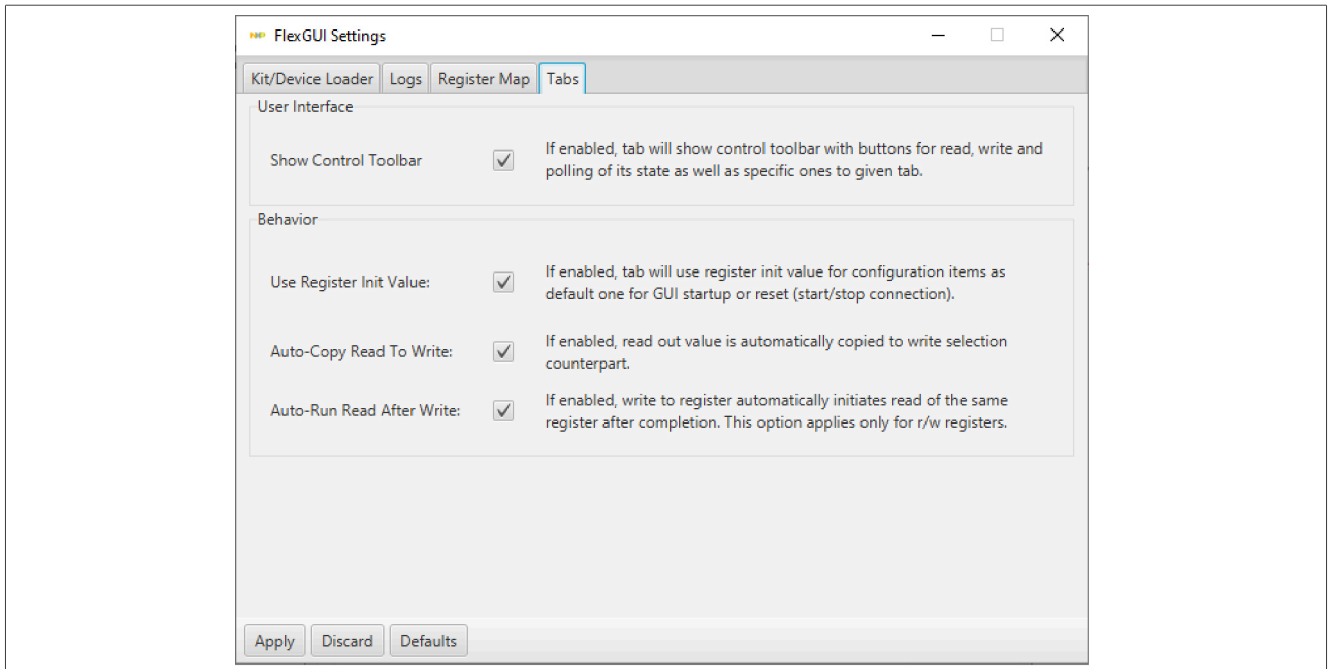 NXP FlexGUI Settings
Kit/Device Loader Logs Register Map Tabs
User Interface
Show Control Toolbar
If enabled, tab will show control toolbar with buttons for read, write and
polling of its state as well as specific ones to given tab.
Behavior
Use Register Init Value:
If enabled, tab will use register init value for configuration items as
default one for GUI startup or reset (start/stop connection).
Auto-Copy Read To Write:
If enabled, read out value is automatically copied to write selection
counterpart.
Auto-Run Read After Write:
If enabled, write to register automatically initiates read of the same
register after completion. This option applies only for r/w registers.
Apply Discard Defaults